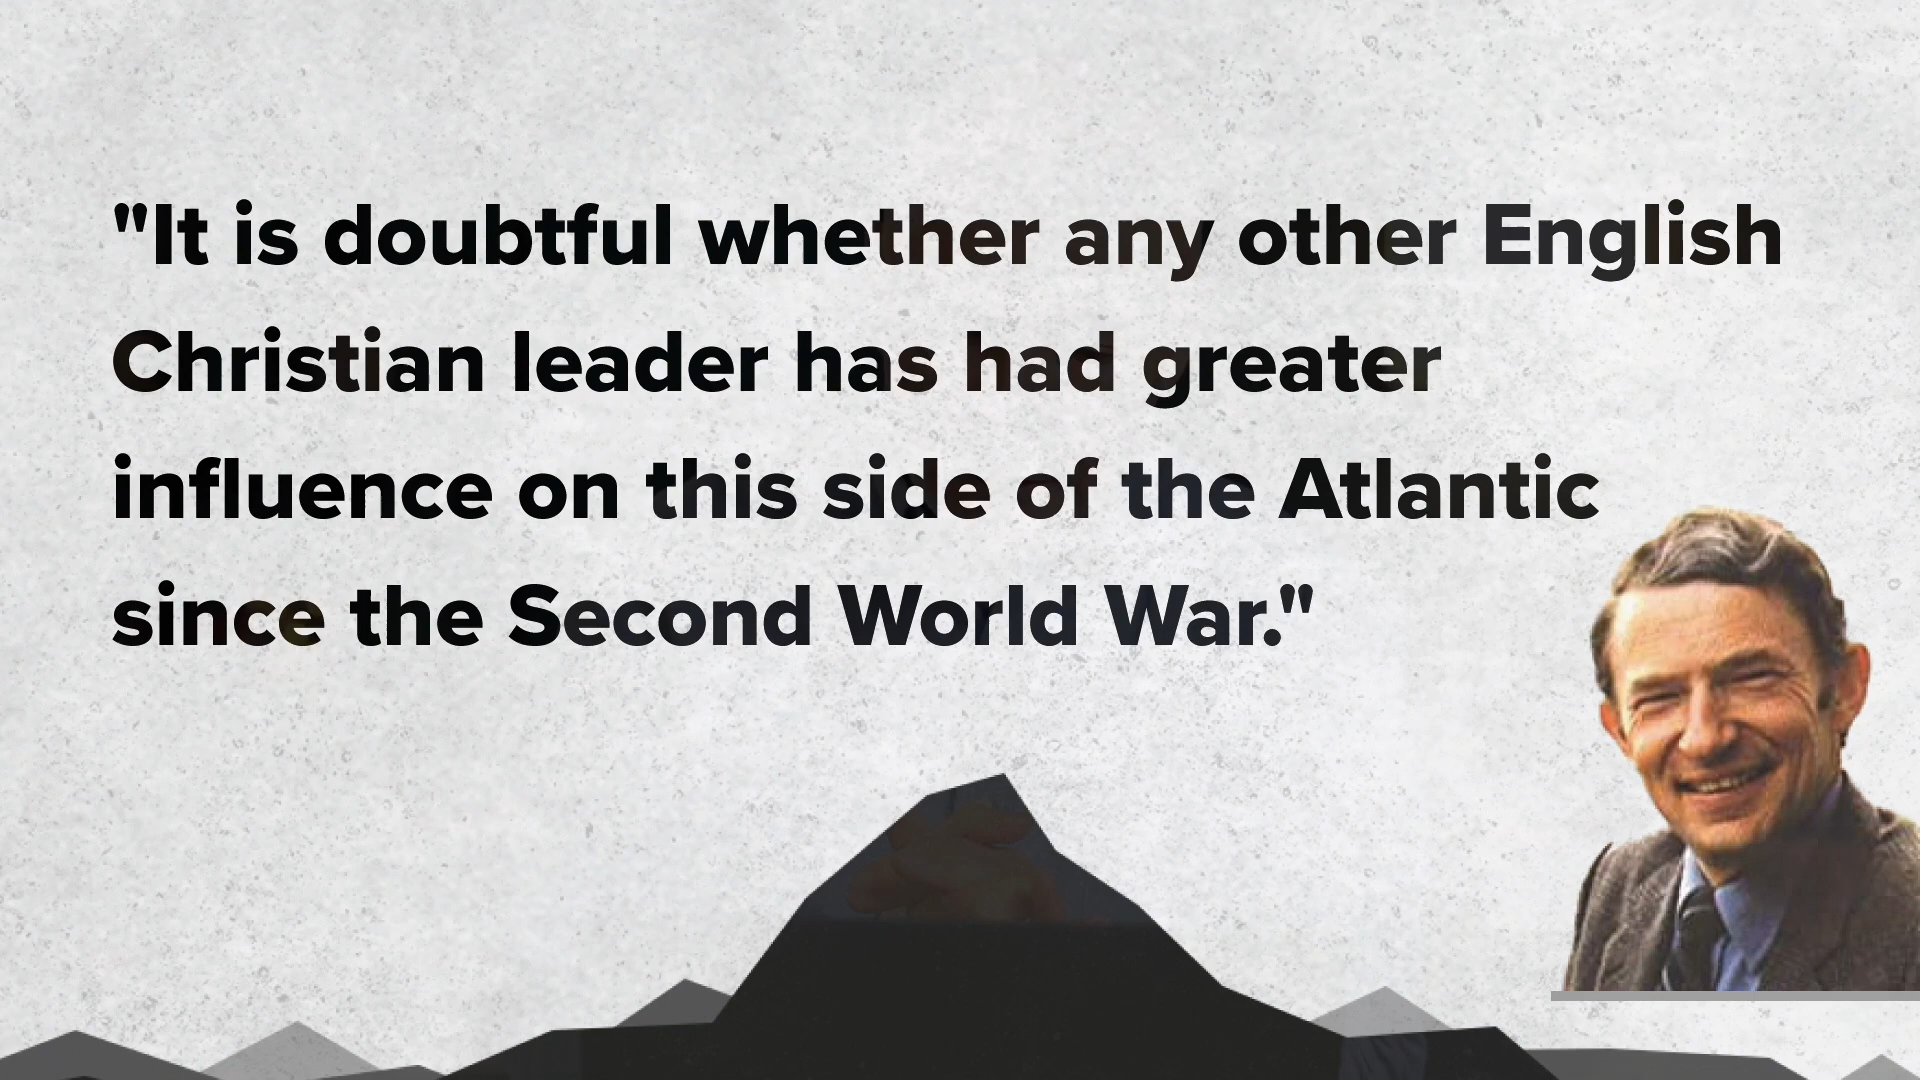 "It is doubtful whether any other English
Christian leader has had greater
influence on this side of the Atlantic
since the Second World War."